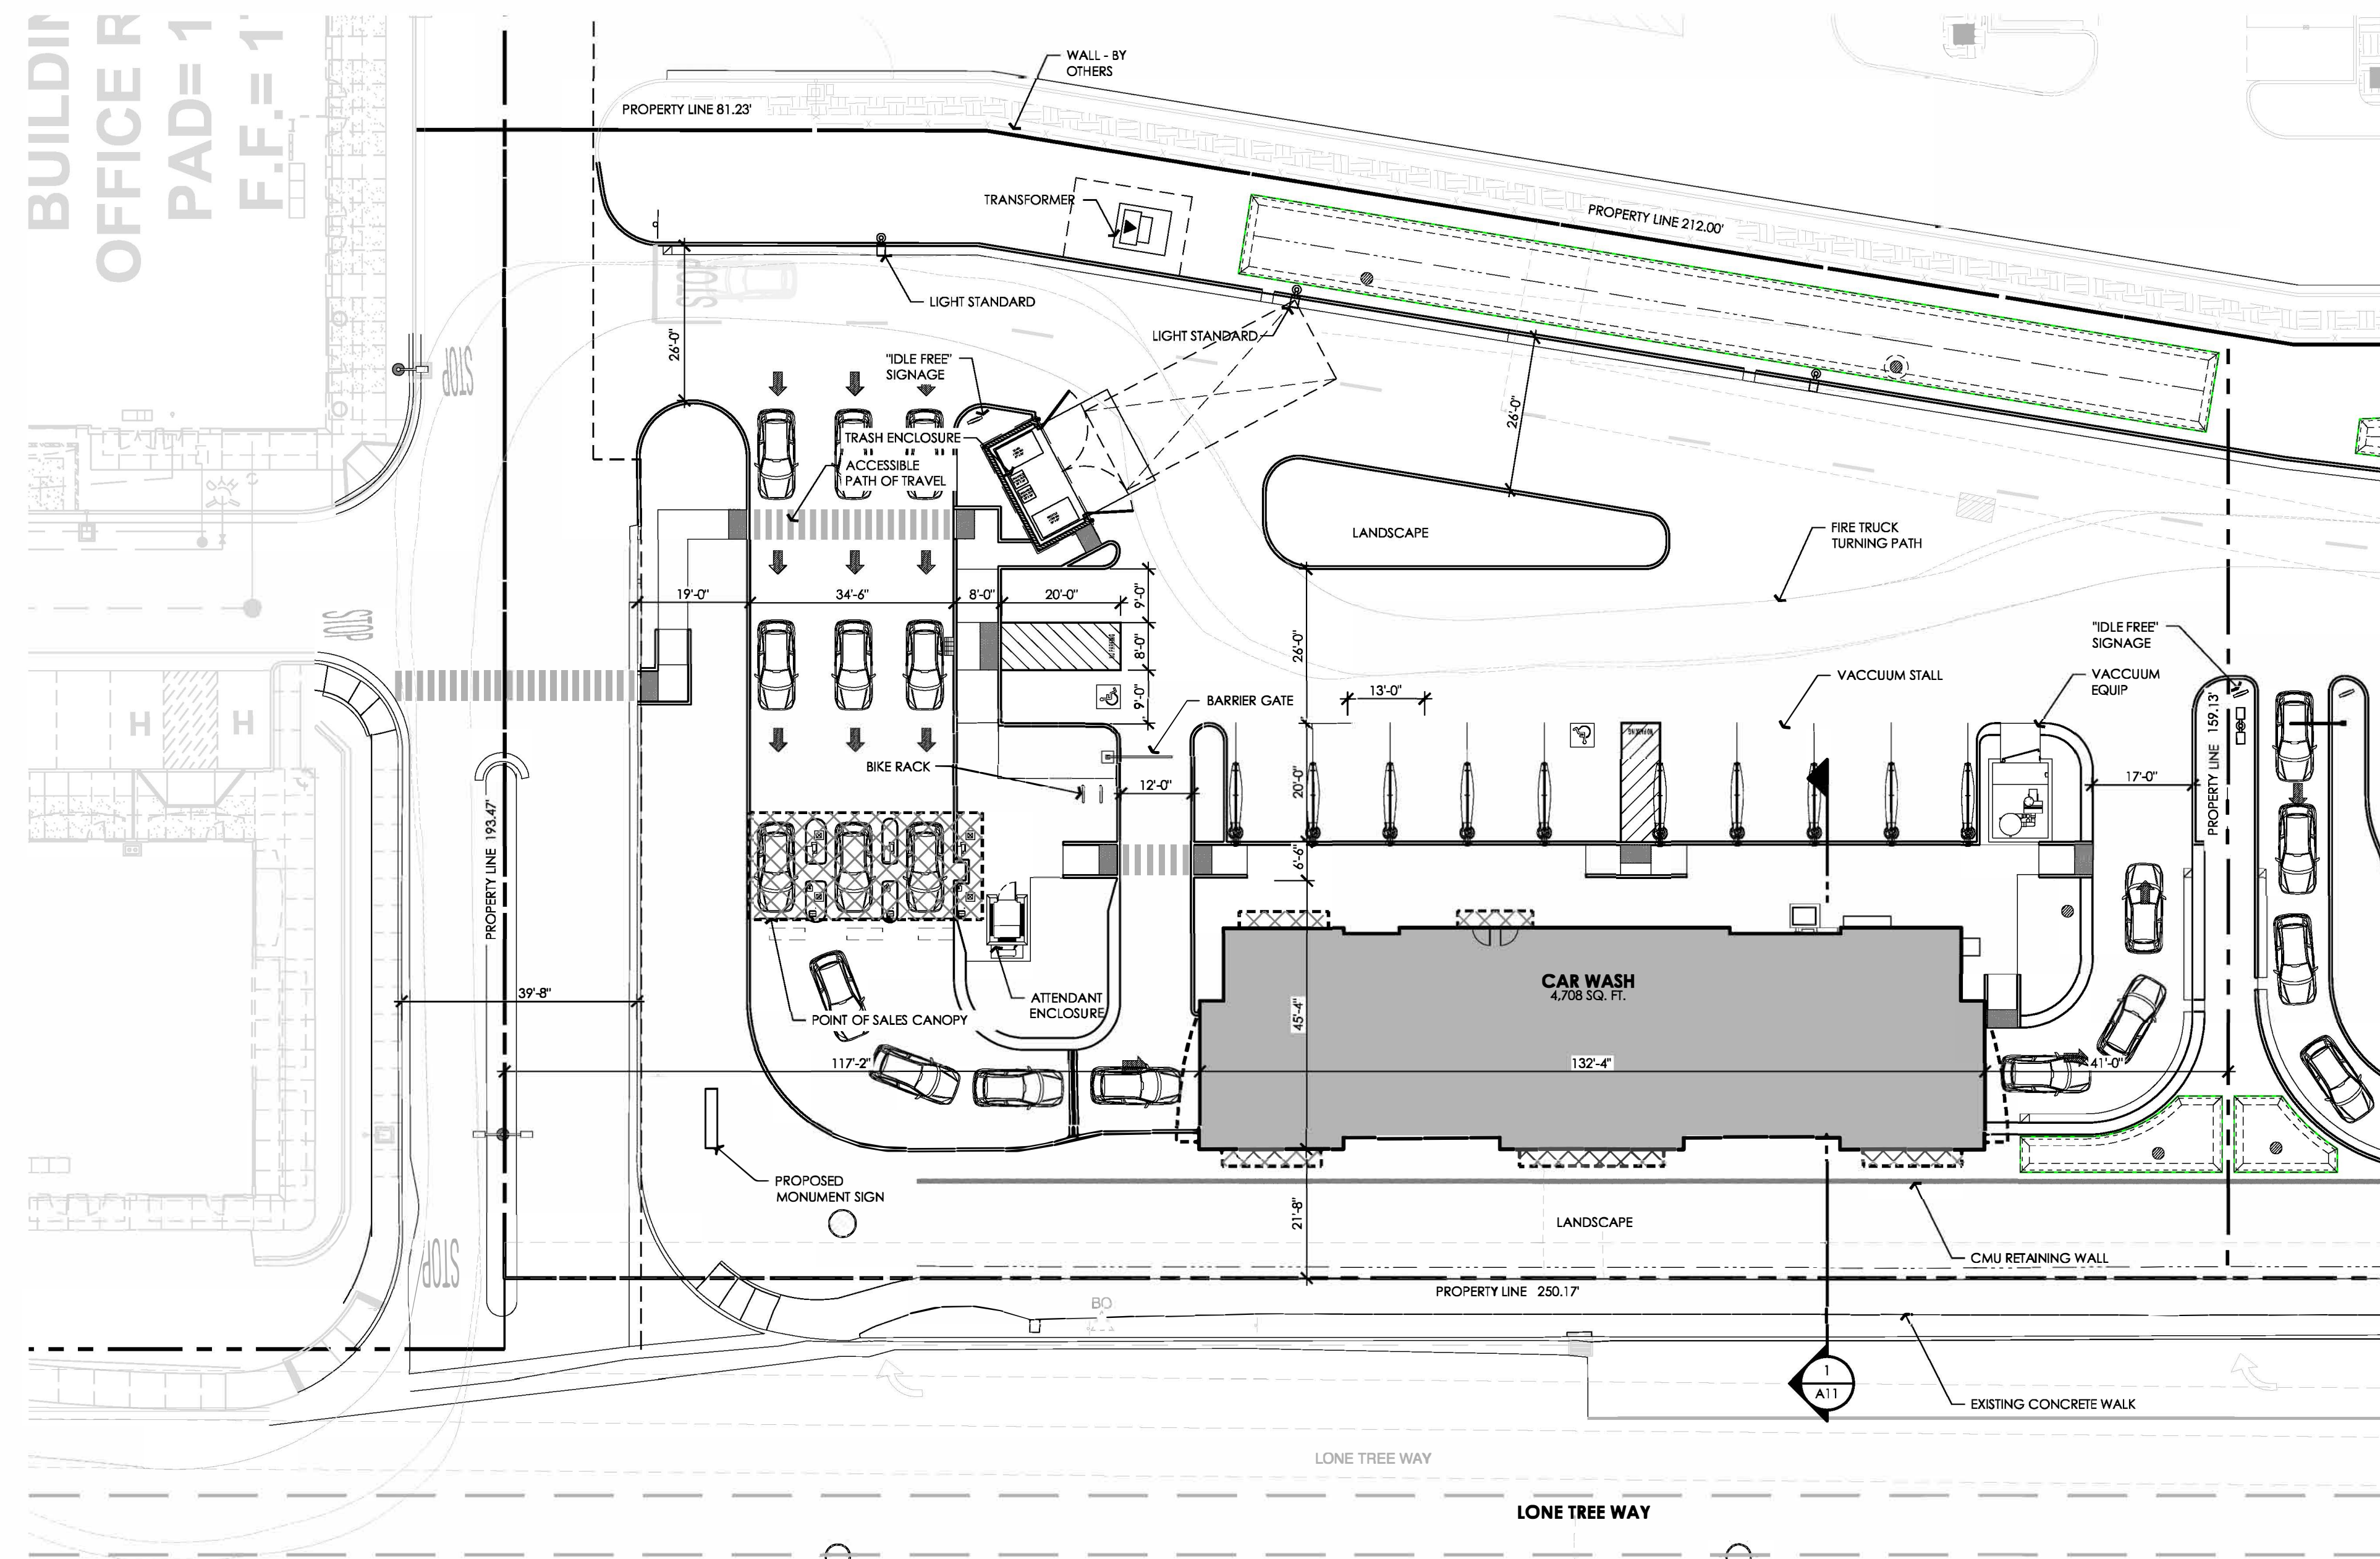 BUILDIN
OFFICE R
PAD= 1
F.F.= 1
WALL - BY
OTHERS
PROPERTY LINE 81.23'
TRANSFORMER
PROPERTY LINE 212.00'
STOP
LIGHT STANDARD
LIGHT STANDARD
26'-0"
"IDLE FREE"
SIGNAGE
STOP
26'-0"
TRASH ENCLOSURE
ACCESSIBLE
PATH OF TRAVEL
LANDSCAPE
FIRE TRUCK
TURNING PATH
19'-0"
34'-6"
8'-0"
20'-0"
9'-0"
STOP
8'-0"
26'-0"
"IDLE FREE"
SIGNAGE
NO PARKING
9'-0"
13'-0"
VACCUUM STALL
VACCUUM
EQUIP
BARRIER GATE
H
H
NO PARKING
PROPERTY LINE 159.13'
BIKE RACK
12'-0"
20'-0"
17'-0"
PROPERTY LINE 193.47'
6'-6"
CAR WASH
4,708 SQ. FT.
39'-8"
ATTENDANT
ENCLOSURE
45'-4"
POINT OF SALES CANOPY
117'-2"
132'-4"
41'-0"
PROPOSED
MONUMENT SIGN
21'-8"
LANDSCAPE
STOP
CMU RETAINING WALL
PROPERTY LINE 250.17'
BO
1
A11
EXISTING CONCRETE WALK
LONE TREE WAY
LONE TREE WAY